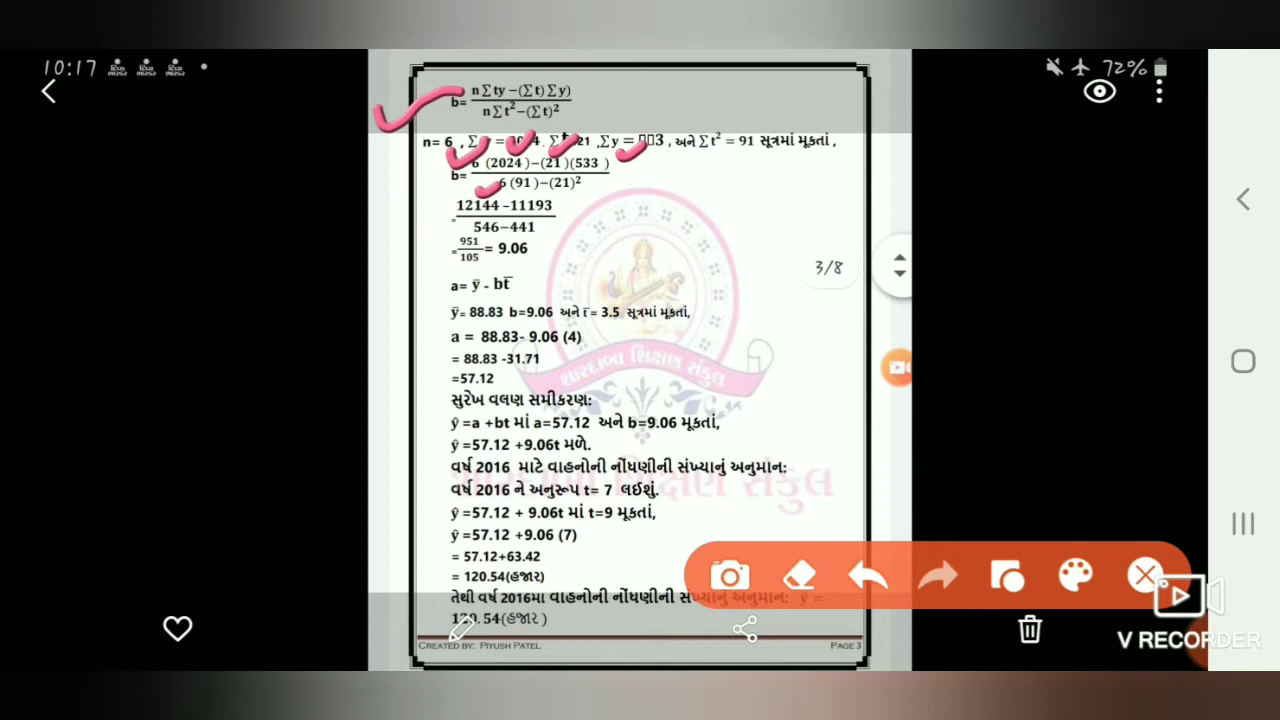 10:17
72%
b= n∑ty−(∑t)∑y) / n∑t²−(∑t)²
n= 6 , ∑y = 33 , અને ∑t² = 91 સૂત્રમાં મૂકતાં ,
b= 6 (2024)−(21)(533 ) / 6 (91)−(21)²
= 12144−11193 / 546−441
= 951 / 105 = 9.06
3/8
a= ȳ - bt̅
ȳ= 88.83 b=9.06 અને t̅= 3.5 સૂત્રમાં મૂકતાં,
a = 88.83- 9.06 (4)
= 88.83 -31.71
=57.12
સુરેખ વલણ સમીકરણ:
ŷ =a +bt માં a=57.12 અને b=9.06 મૂકતાં,
ŷ =57.12 +9.06t મળે.
વર્ષ 2016 માટે વાહનોની નોંધણીની સંખ્યાનું અનુમાન:
વર્ષ 2016 ને અનુરૂપ t= 7 લઈશું.
ŷ =57.12 + 9.06t માં t=9 મૂકતાં,
ŷ =57.12 +9.06 (7)
= 57.12+63.42
= 120.54(હજાર)
તેથી વર્ષ 2016મા વાહનોની નોંધણીની સંખ્યાનું અનુમાન: ŷ =
120.54(હજાર )
CREATED BY: PIYUSH PATEL PAGE 3
શારદાબા શિક્ષણ સંકુલ
શારદાબા શિક્ષણ સંકુલ
V RECORDER